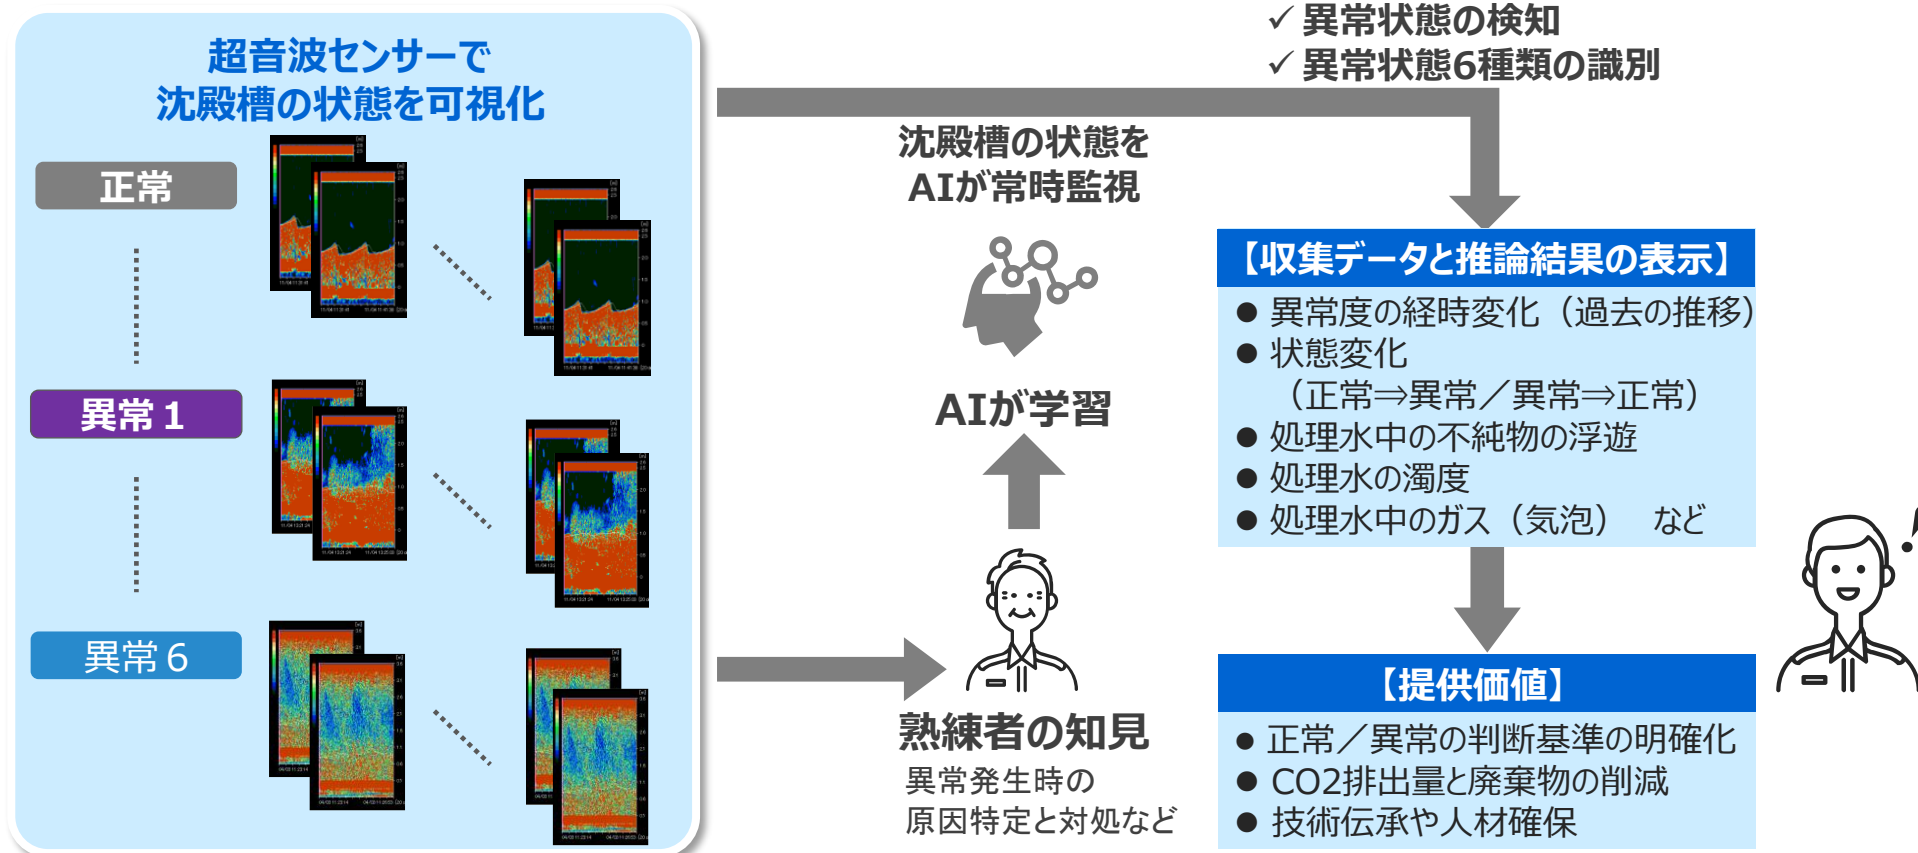 超音波センサーで
沈殿槽の状態を可視化
正常
異常1
異常6
✓ 異常状態の検知
✓ 異常状態6種類の識別
沈殿槽の状態を
AIが常時監視
AIが学習
熟練者の知見
異常発生時の
原因特定と対処など
【収集データと推論結果の表示】
● 異常度の経時変化（過去の推移）
● 状態変化
（正常⇒異常／異常⇒正常）
● 処理水中の不純物の浮遊
● 処理水の濁度
● 処理水中のガス（気泡）　など
【提供価値】
● 正常／異常の判断基準の明確化
● CO2排出量と廃棄物の削減
● 技術伝承や人材確保